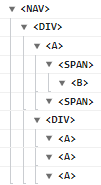 <NAV>
<DIV>
<A>
<SPAN>
<B>
<SPAN>
<DIV>
<A>
<A>
<A>